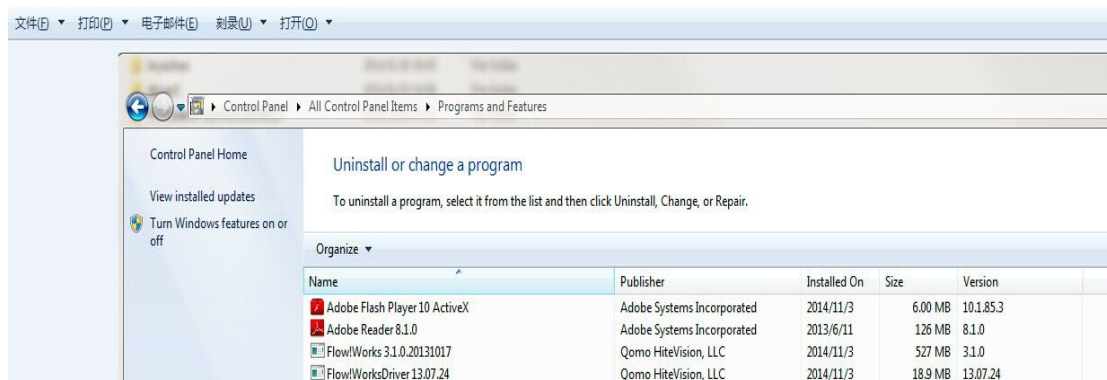 文件(F) ▼ 打印(P) ▼ 电子邮件(E) 刻录(U) ▼ 打开(O) ▼
Control Panel ▸ All Control Panel Items ▸ Programs and Features
Control Panel Home
Uninstall or change a program
View installed updates
To uninstall a program, select it from the list and then click Uninstall, Change, or Repair.
Turn Windows features on or
off
Organize ▼
Name Publisher Installed On Size Version
Adobe Flash Player 10 ActiveX Adobe Systems Incorporated 2014/11/3 6.00 MB 10.1.85.3
Adobe Reader 8.1.0 Adobe Systems Incorporated 2013/6/11 126 MB 8.1.0
Flow!Works 3.1.0.20131017 Qomo HiteVision, LLC 2014/11/3 527 MB 3.1.0
Flow!WorksDriver 13.07.24 Qomo HiteVision, LLC 2014/11/3 18.9 MB 13.07.24